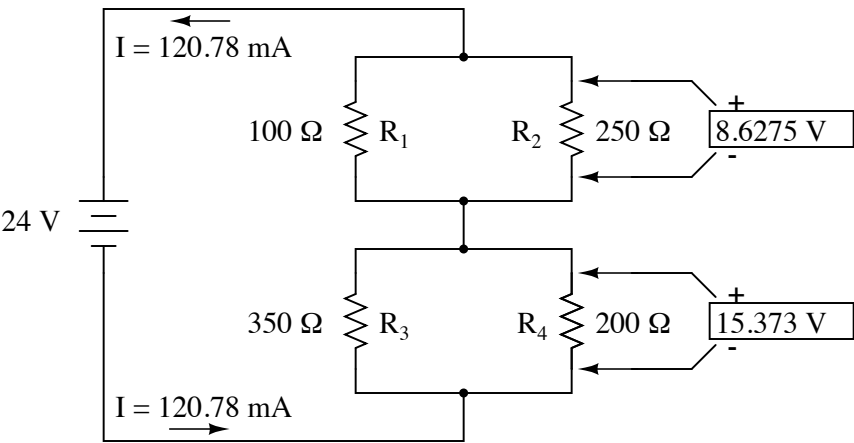 I = 120.78 mA
+
100 Ω R₁ R₂ 250 Ω 8.6275 V
-
24 V
+
350 Ω R₃ R₄ 200 Ω 15.373 V
-
I = 120.78 mA